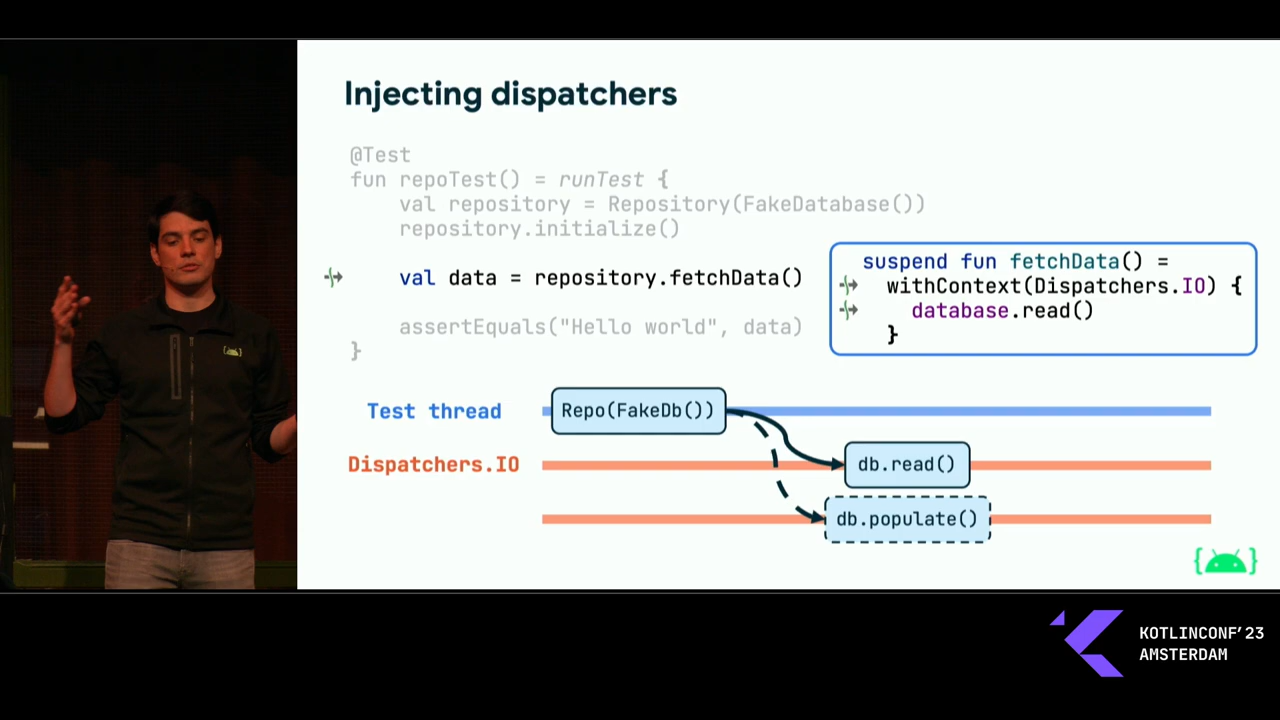 Injecting dispatchers
@Test
fun repoTest() = runTest {
val repository = Repository(FakeDatabase())
repository.initialize()
val data = repository.fetchData()
assertEquals("Hello world", data)
}
suspend fun fetchData() =
withContext(Dispatchers.IO) {
database.read()
}
Test thread
Repo(FakeDb())
Dispatchers.IO
db.read()
db.populate()
KOTLINCONF'23
AMSTERDAM